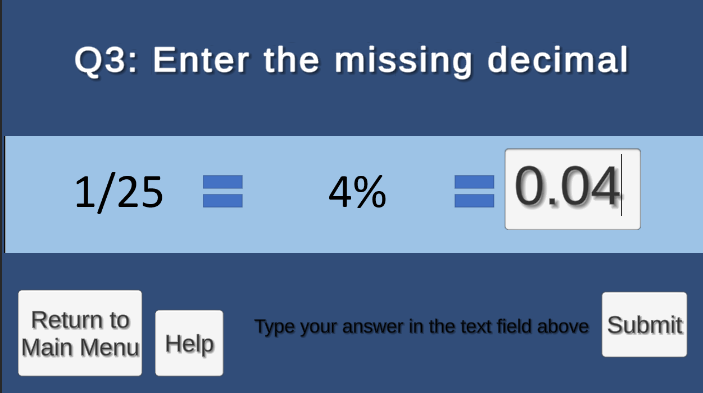 Q3: Enter the missing decimal
1/25 = 4% = 0.04
Return to
Main Menu
Help
Type your answer in the text field above
Submit